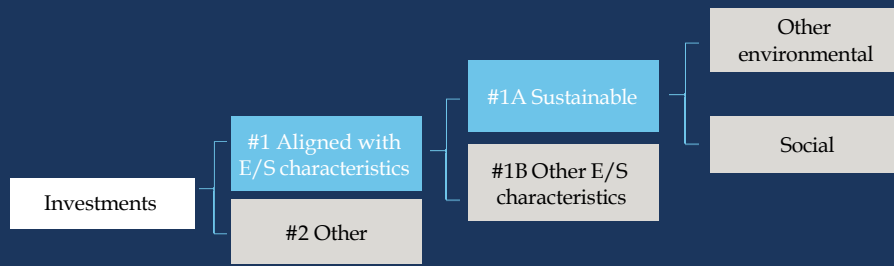 Investments
#1 Aligned with
E/S characteristics
#2 Other
#1A Sustainable
#1B Other E/S
characteristics
Other
environmental
Social